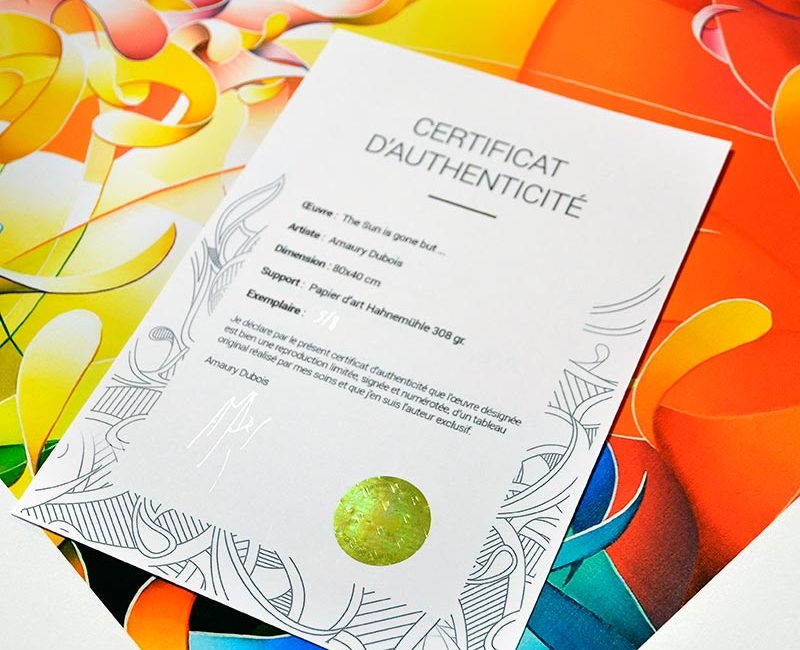 CERTIFICAT
D'AUTHENTICITÉ
Œuvre : The Sun is gone but ...
Artiste : Amaury Dubois
Dimension : 80x40 cm
Support : Papier d'art Hahnemühle 308 gr.
Exemplaire : 5/8
Je déclare par le présent certificat d'authenticité que l'œuvre désignée
est bien une reproduction limitée, signée et numérotée, d'un tableau
original réalisé par mes soins et que j'en suis l'auteur exclusif.
Amaury Dubois